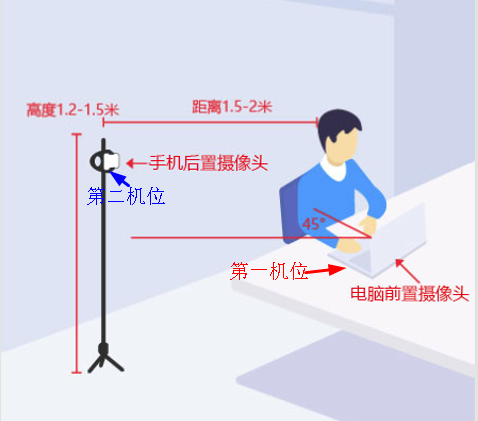 高度1.2-1.5米
距离1.5-2米
手机后置摄像头
第二机位
45°
第一机位
电脑前置摄像头